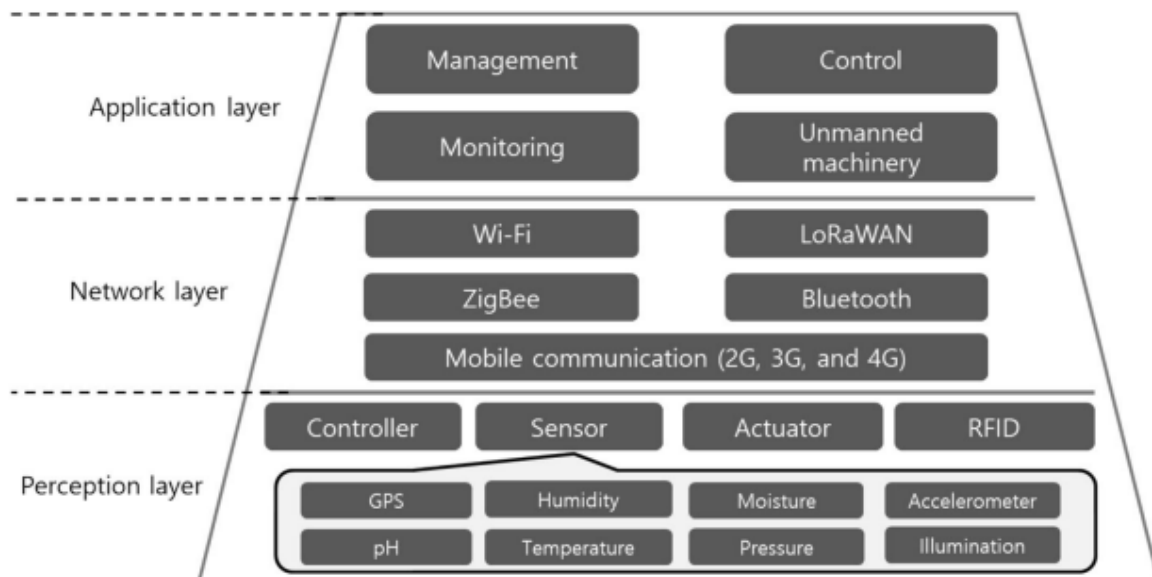 Application layer
Management
Control
Monitoring
Unmanned
machinery
Network layer
Wi-Fi
LoRaWAN
ZigBee
Bluetooth
Mobile communication (2G, 3G, and 4G)
Perception layer
Controller
Sensor
Actuator
RFID
GPS
Humidity
Moisture
Accelerometer
pH
Temperature
Pressure
Illumination